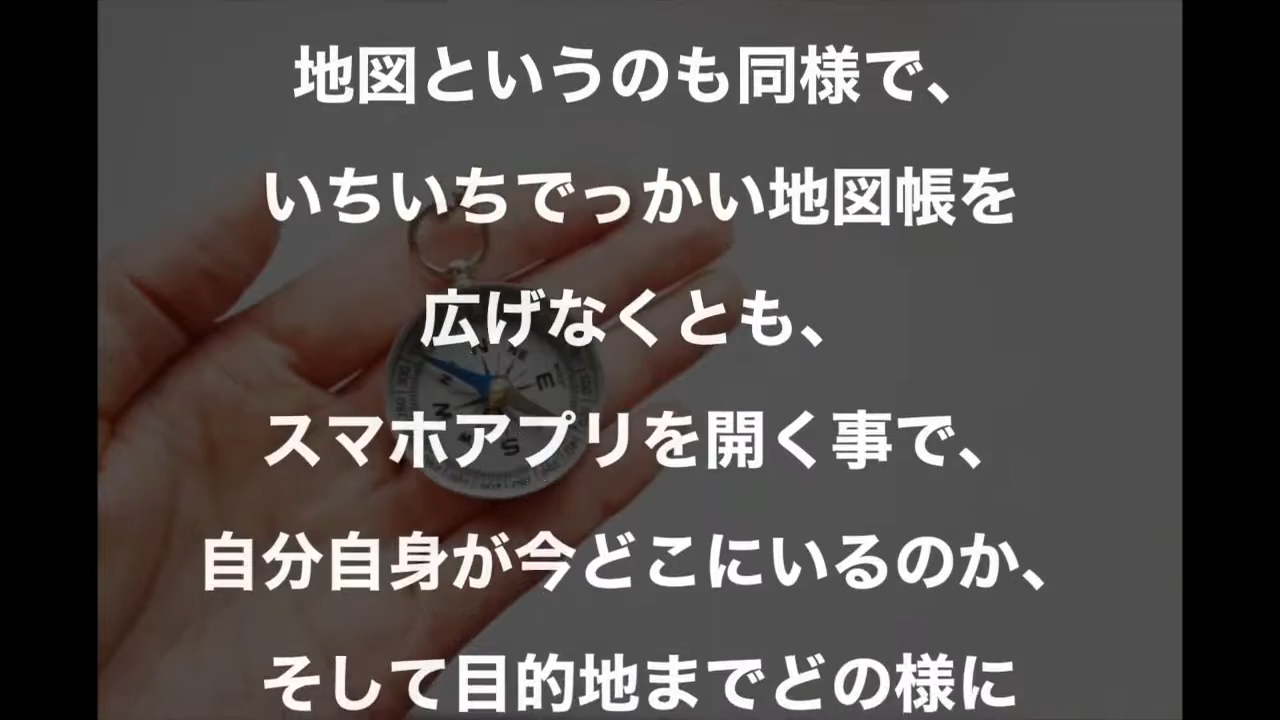 地図というのも同様で、
いちいちでっかい地図帳を
広げなくとも、
スマホアプリを開く事で、
自分自身が今どこにいるのか、
そして目的地までどの様に
N
NE
E
S
W